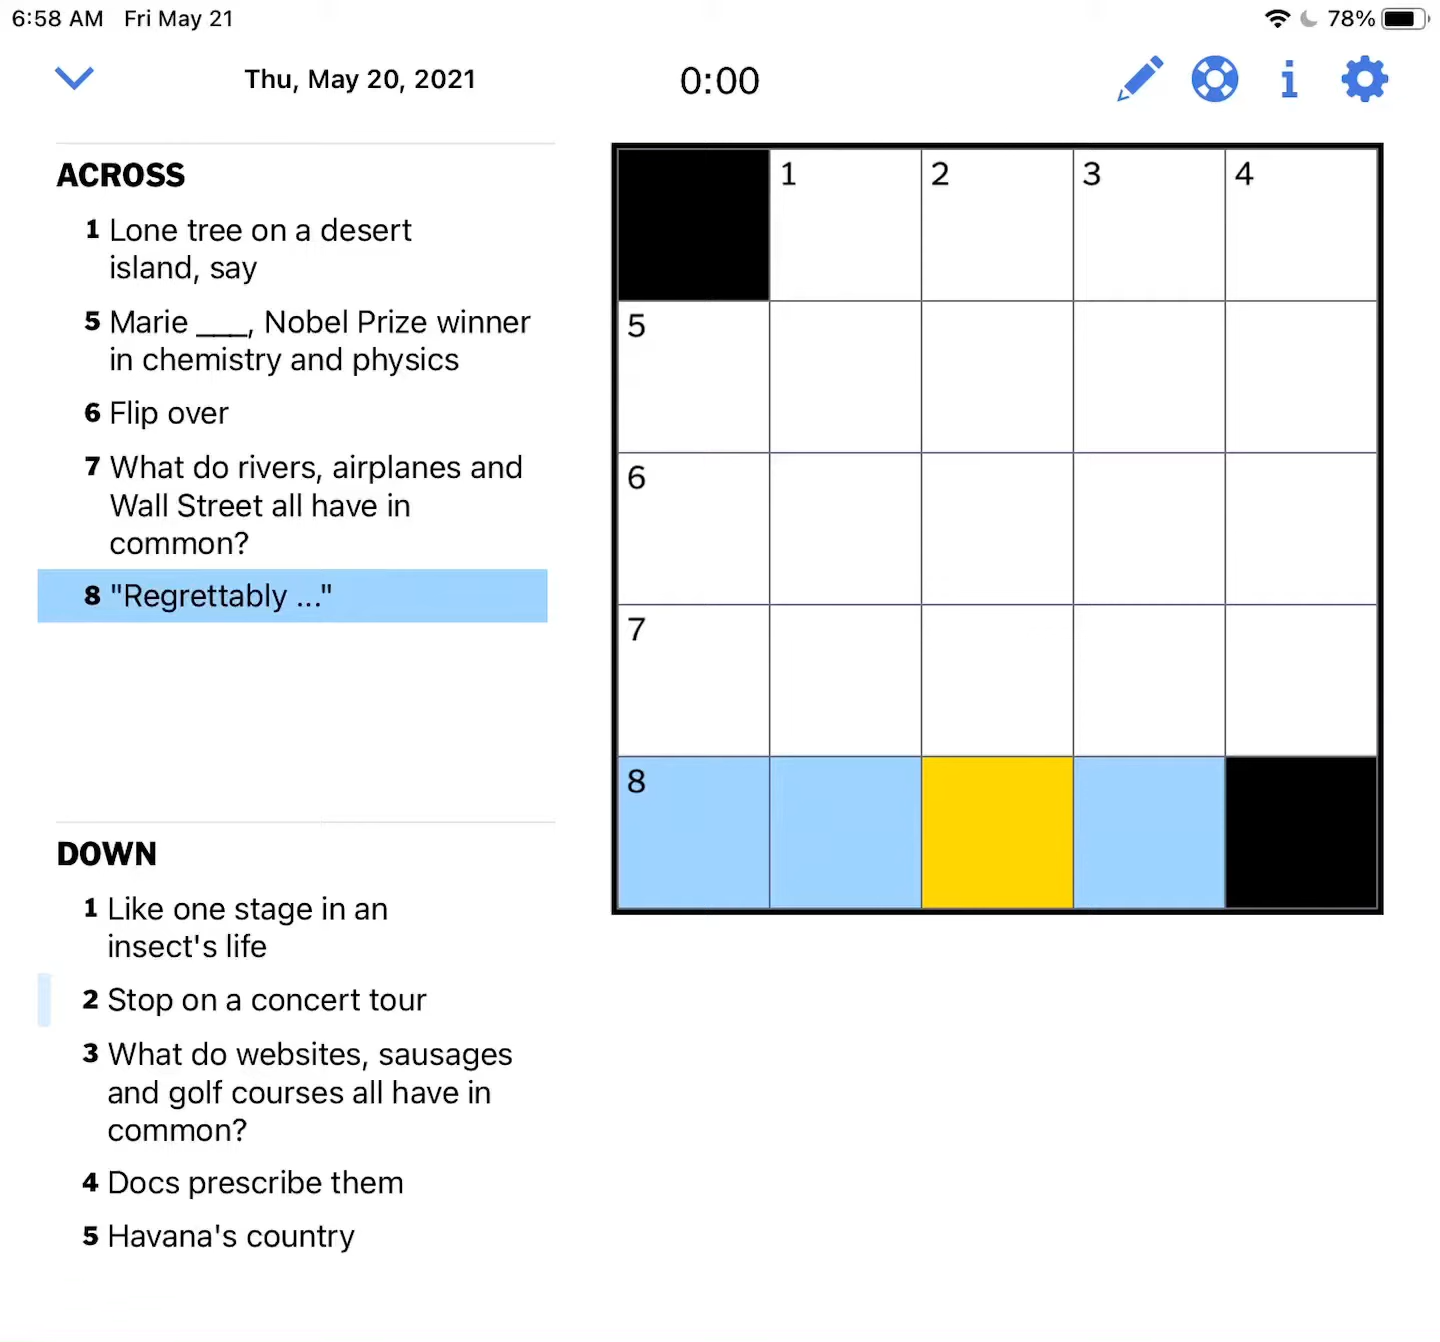 6:58 AM Fri May 21
78%
Thu, May 20, 2021
0:00
ACROSS
1 Lone tree on a desert
island, say
5 Marie ___, Nobel Prize winner
in chemistry and physics
6 Flip over
7 What do rivers, airplanes and
Wall Street all have in
common?
8 "Regrettably ..."
DOWN
1 Like one stage in an
insect's life
2 Stop on a concert tour
3 What do websites, sausages
and golf courses all have in
common?
4 Docs prescribe them
5 Havana's country
1 2 3 4
5
6
7
8